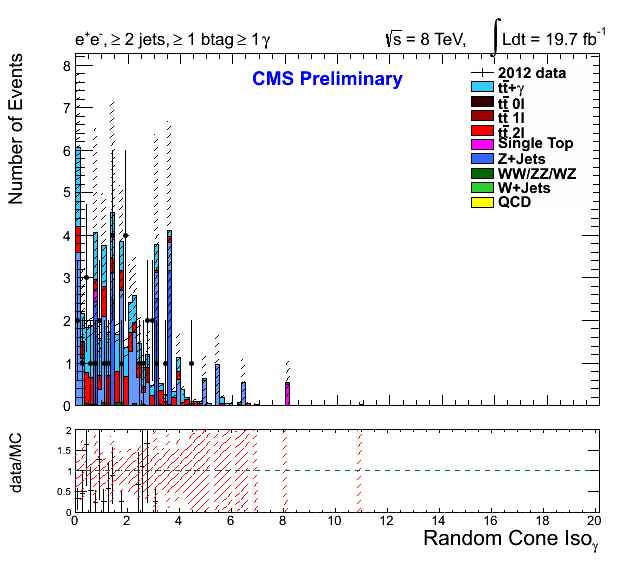 e⁺e⁻, ≥ 2 jets, ≥ 1 btag ≥ 1 γ
√s = 8 TeV, ∫ Ldt = 19.7 fb⁻¹
CMS Preliminary
2012 data
tt̄+γ
tt̄ 0l
tt̄ 1l
tt̄ 2l
Single Top
Z+Jets
WW/ZZ/WZ
W+Jets
QCD
Number of Events
8
7
6
5
4
3
2
1
0
data/MC
2
1.5
1
0.5
0
0 2 4 6 8 10 12 14 16 18 20
Random Cone Isoᵧ